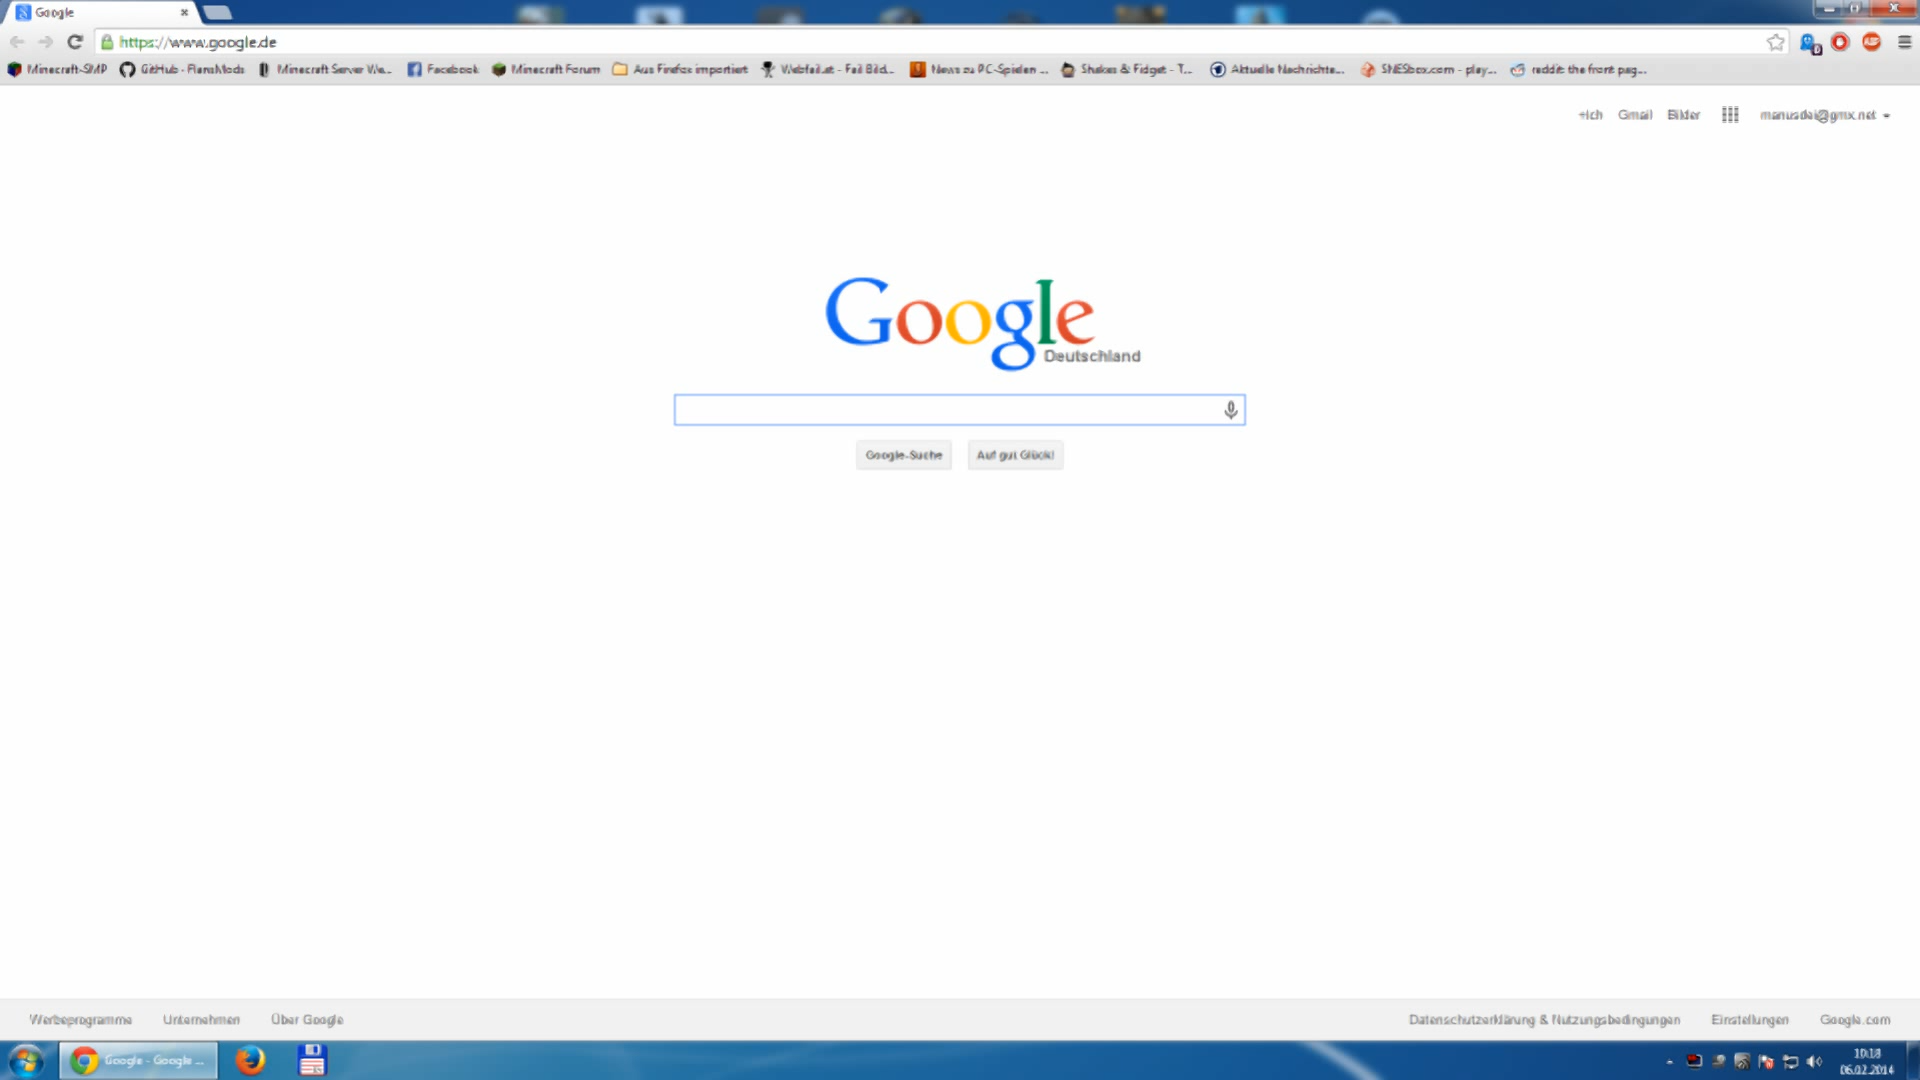 Google
https://www.google.de
Minecraft-SMP GitHub - FlansMods Minecraft Server We... Facebook Minecraft Forum Aus Firefox importiert Webfail.at - Fail Bild... News zu PC-Spielen ... Shakes & Fidget - T... Aktuelle Nachrichte... SNESbox.com - play... reddit: the front pag...
+Ich Gmail Bilder
Google
Deutschland
Google-Suche Auf gut Glück!
Werbeprogramme Unternehmen Über Google Datenschutzerklärung & Nutzungsbedingungen Einstellungen Google.com
Google - Google ...
10:18
06.02.2014